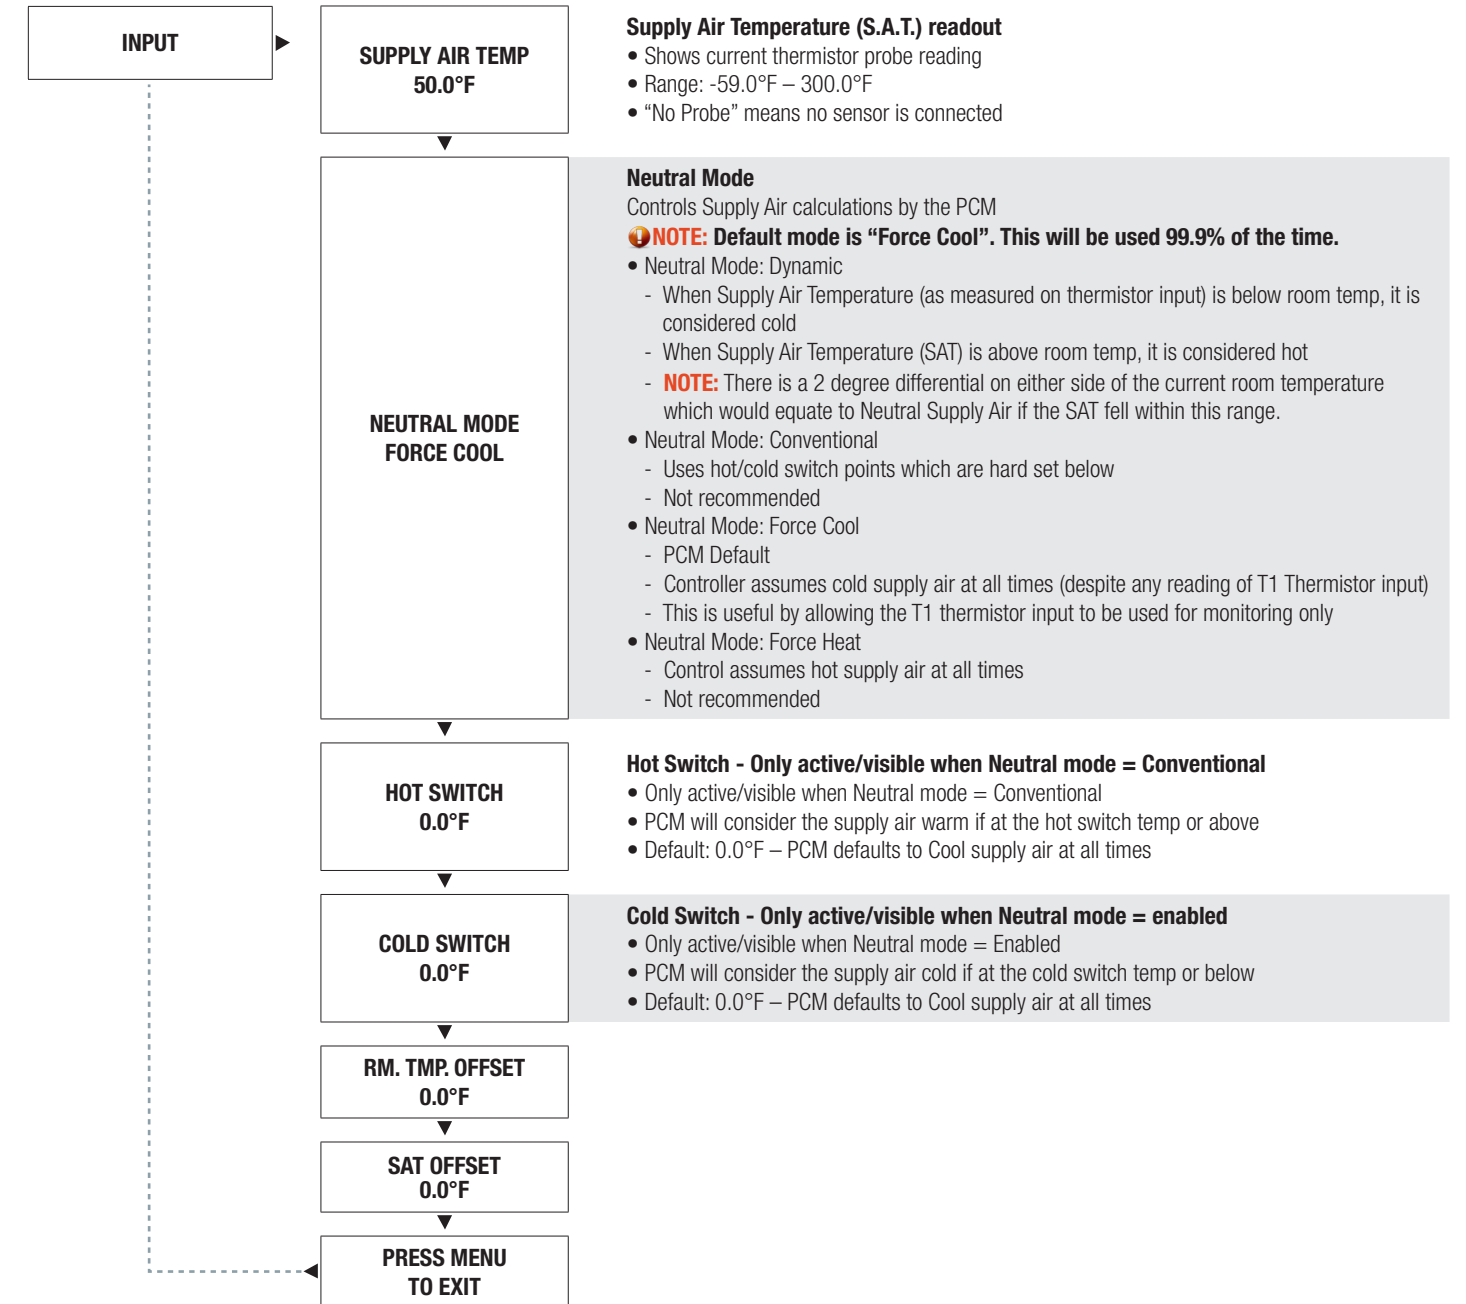 INPUT
SUPPLY AIR TEMP
50.0°F
Supply Air Temperature (S.A.T.) readout
• Shows current thermistor probe reading
• Range: -59.0°F – 300.0°F
• “No Probe” means no sensor is connected
NEUTRAL MODE
FORCE COOL
Neutral Mode
Controls Supply Air calculations by the PCM
NOTE: Default mode is “Force Cool”. This will be used 99.9% of the time.
• Neutral Mode: Dynamic
- When Supply Air Temperature (as measured on thermistor input) is below room temp, it is
considered cold
- When Supply Air Temperature (SAT) is above room temp, it is considered hot
- NOTE: There is a 2 degree differential on either side of the current room temperature
which would equate to Neutral Supply Air if the SAT fell within this range.
• Neutral Mode: Conventional
- Uses hot/cold switch points which are hard set below
- Not recommended
• Neutral Mode: Force Cool
- PCM Default
- Controller assumes cold supply air at all times (despite any reading of T1 Thermistor input)
- This is useful by allowing the T1 thermistor input to be used for monitoring only
• Neutral Mode: Force Heat
- Control assumes hot supply air at all times
- Not recommended
HOT SWITCH
0.0°F
Hot Switch - Only active/visible when Neutral mode = Conventional
• Only active/visible when Neutral mode = Conventional
• PCM will consider the supply air warm if at the hot switch temp or above
• Default: 0.0°F – PCM defaults to Cool supply air at all times
COLD SWITCH
0.0°F
Cold Switch - Only active/visible when Neutral mode = enabled
• Only active/visible when Neutral mode = Enabled
• PCM will consider the supply air cold if at the cold switch temp or below
• Default: 0.0°F – PCM defaults to Cool supply air at all times
RM. TMP. OFFSET
0.0°F
SAT OFFSET
0.0°F
PRESS MENU
TO EXIT